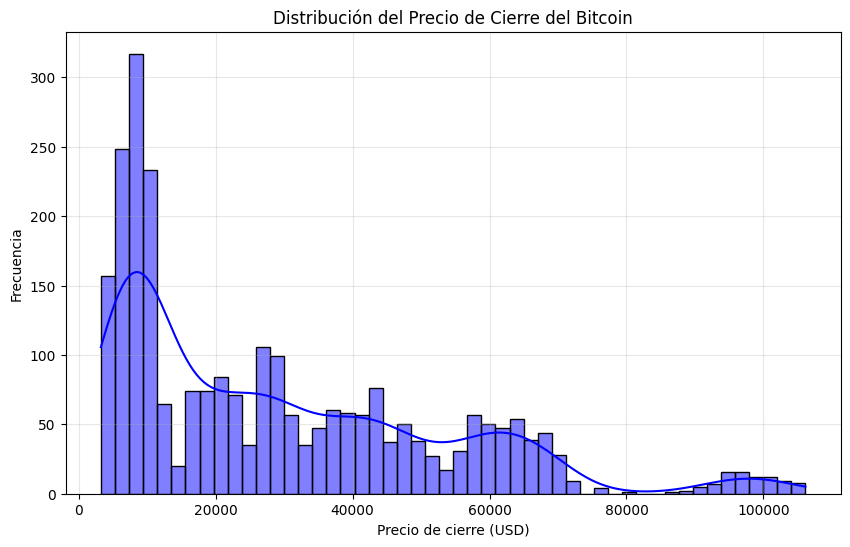 Distribución del Precio de Cierre del Bitcoin
Frecuencia
300
250
200
150
100
50
0
0 20000 40000 60000 80000 100000
Precio de cierre (USD)